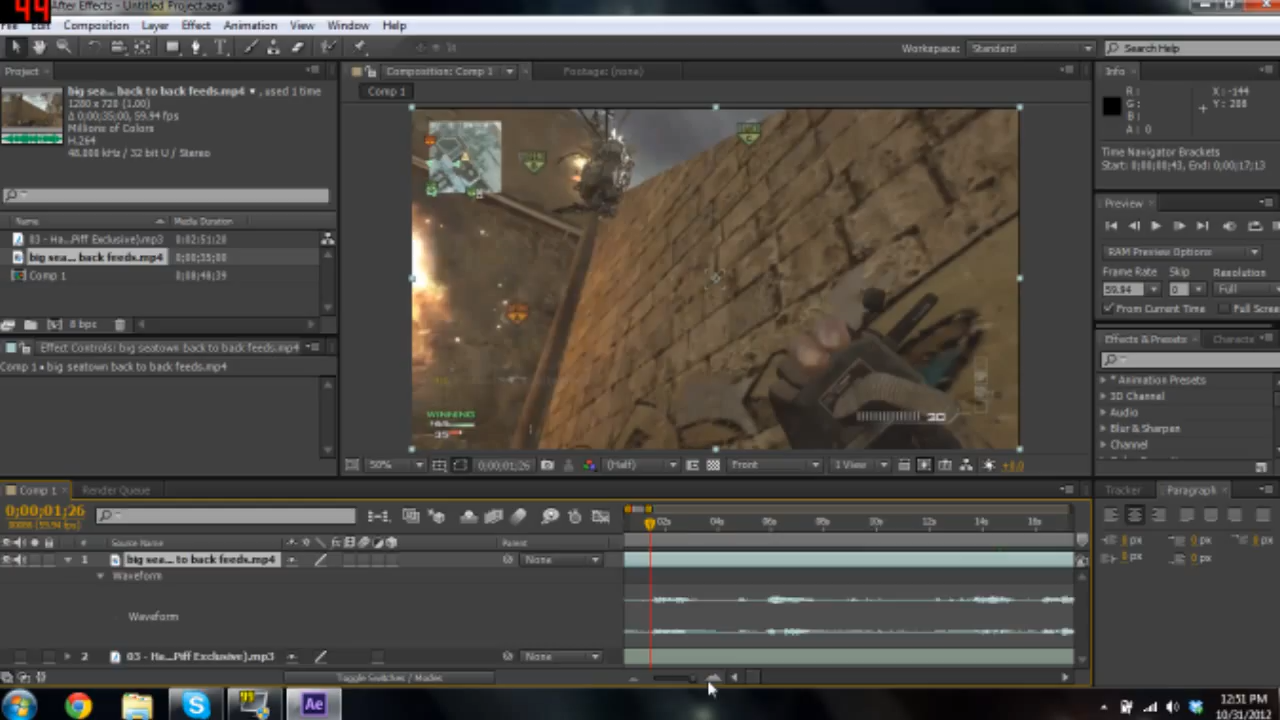 44
After Effects - Untitled Project.aep *
File Edit Composition Layer Effect Animation View Window Help
Workspace: Standard
Search Help
Project
big sea... back to back feeds.mp4 , used 1 time
1280 x 720 (1.00)
Δ 0;00;35;00, 59.94 fps
Millions of Colors
H.264
48.000 kHz / 32 bit U / Stereo
Name
Media Duration
03 - Ha...Piff Exclusive).mp3 0:02:51:20
big sea... back feeds.mp4 0;00;35;00
Comp 1
8 bpc
Effect Controls: big seatown back to back feeds.mp4
Comp 1 • big seatown back to back feeds.mp4
Composition: Comp 1
Footage: (none)
Comp 1
WINNING
30
50%
0;00;01;26
(Half)
Front
1 View
+0.0
Info
R :
G :
B :
A : 0
X : -144
Y : 208
Time Navigator Brackets
Start: 0;00;00;43, End: 0;00;17;13
Preview
RAM Preview Options
Frame Rate Skip Resolution
59.94 0 Full
From Current Time Full Scre
Effects & Presets
Characte
* Animation Presets
3D Channel
Audio
Blur & Sharpen
Channel
Comp 1
Render Queue
0;00;01;26
02s 04s 06s 08s 10s 12s 14s 16s
# Source Name
Parent
1 big sea... to back feeds.mp4 None
Waveform
Waveform
2 03 - Ha...Piff Exclusive).mp3 None
Toggle Switches / Modes
Tracker
Paragraph
0 px 0 px 0 px
0 px 0 px
12:51 PM
10/31/2012